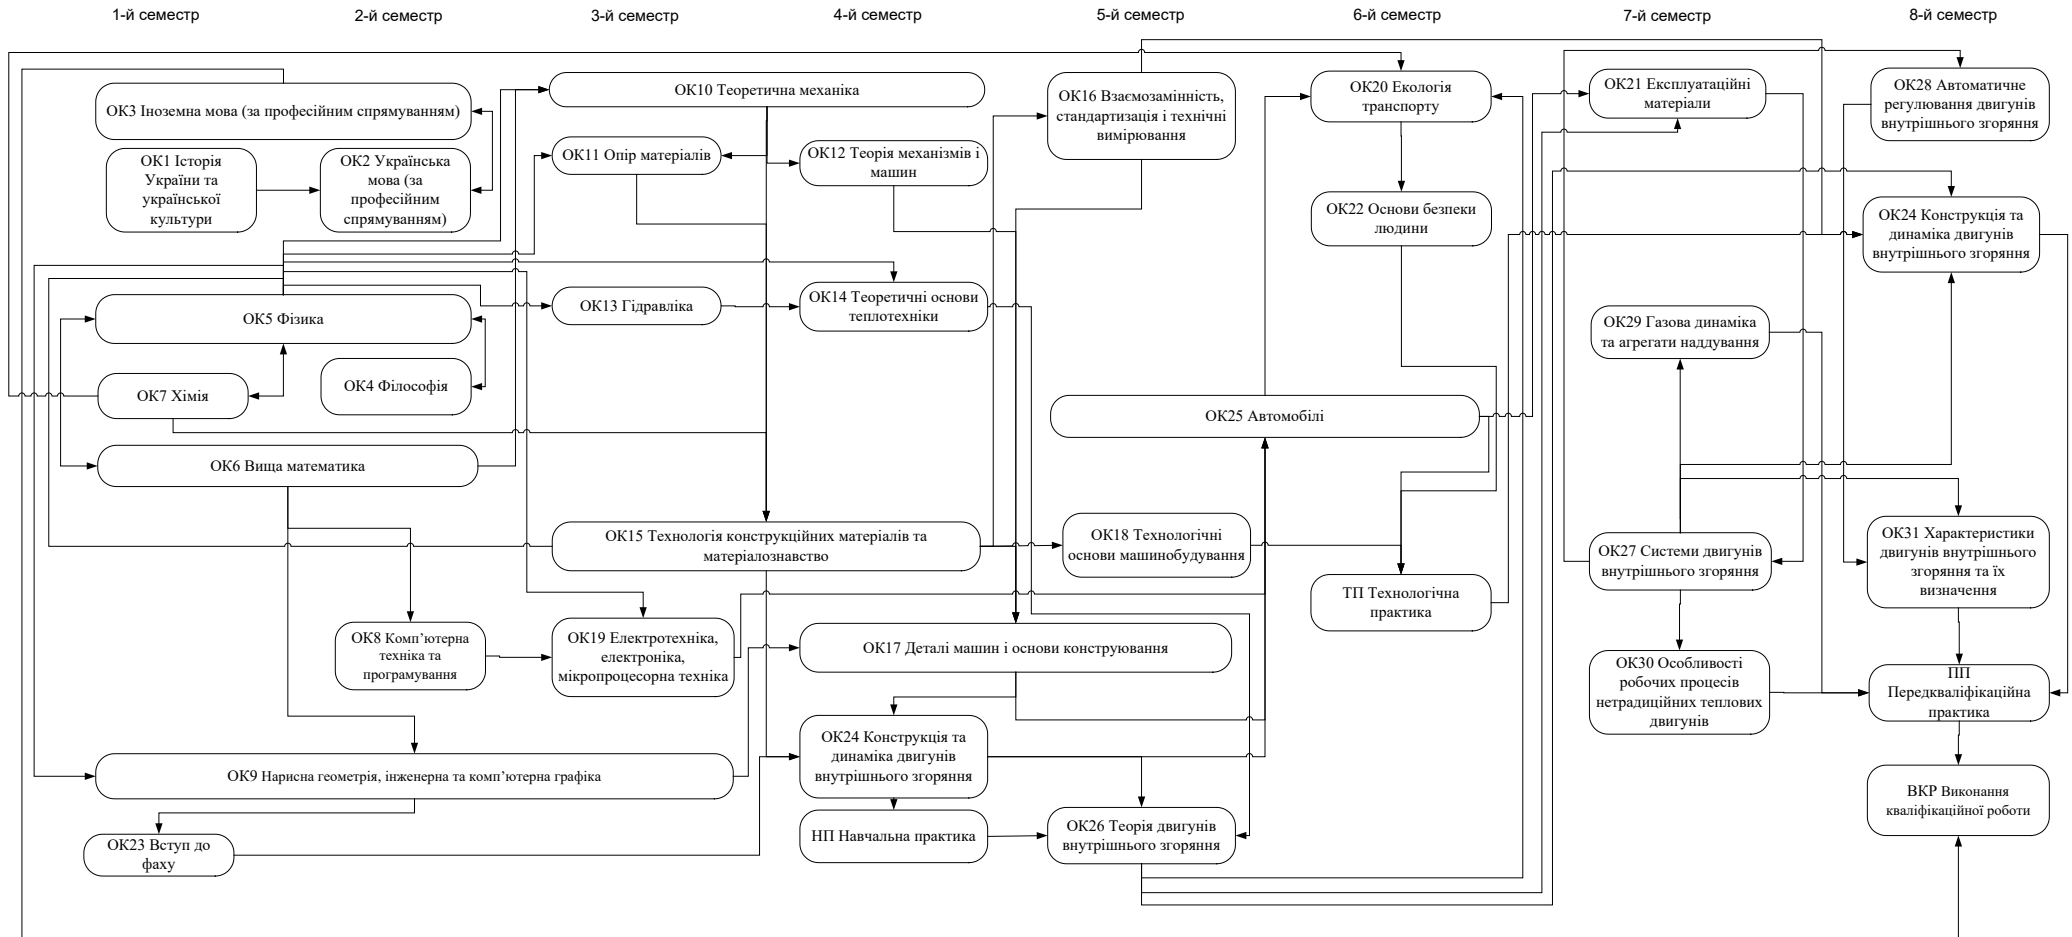 1-й семестр
2-й семестр
3-й семестр
4-й семестр
5-й семестр
6-й семестр
7-й семестр
8-й семестр
ОК3 Іноземна мова (за професійним спрямуванням)
ОК1 Історія
України та
української
культури
ОК2 Українська
мова (за
професійним
спрямуванням)
ОК5 Фізика
ОК7 Хімія
ОК4 Філософія
ОК6 Вища математика
ОК8 Комп’ютерна
техніка та
програмування
ОК9 Нарисна геометрія, інженерна та комп’ютерна графіка
ОК23 Вступ до
фаху
ОК10 Теоретична механіка
ОК11 Опір матеріалів
ОК12 Теорія механізмів і
машин
ОК13 Гідравліка
ОК14 Теоретичні основи
теплотехніки
ОК15 Технологія конструкційних матеріалів та
матеріалознавство
ОК19 Електротехніка,
електроніка,
мікропроцесорна техніка
ОК17 Деталі машин і основи конструювання
ОК24 Конструкція та
динаміка двигунів
внутрішнього згоряння
НП Навчальна практика
ОК16 Взаємозамінність,
стандартизація і технічні
вимірювання
ОК25 Автомобілі
ОК18 Технологічні
основи машинобудування
ОК26 Теорія двигунів
внутрішнього згоряння
ОК20 Екологія
транспорту
ОК22 Основи безпеки
людини
ТП Технологічна
практика
ОК21 Експлуатаційні
матеріали
ОК29 Газова динаміка
та агрегати наддування
ОК27 Системи двигунів
внутрішнього згоряння
ОК30 Особливості
робочих процесів
нетрадиційних теплових
двигунів
ОК28 Автоматичне
регулювання двигунів
внутрішнього згоряння
ОК24 Конструкція та
динаміка двигунів
внутрішнього згоряння
ОК31 Характеристики
двигунів внутрішнього
згоряння та їх
визначення
ПП
Передкваліфікаційна
практика
ВКР Виконання
кваліфікаційної роботи